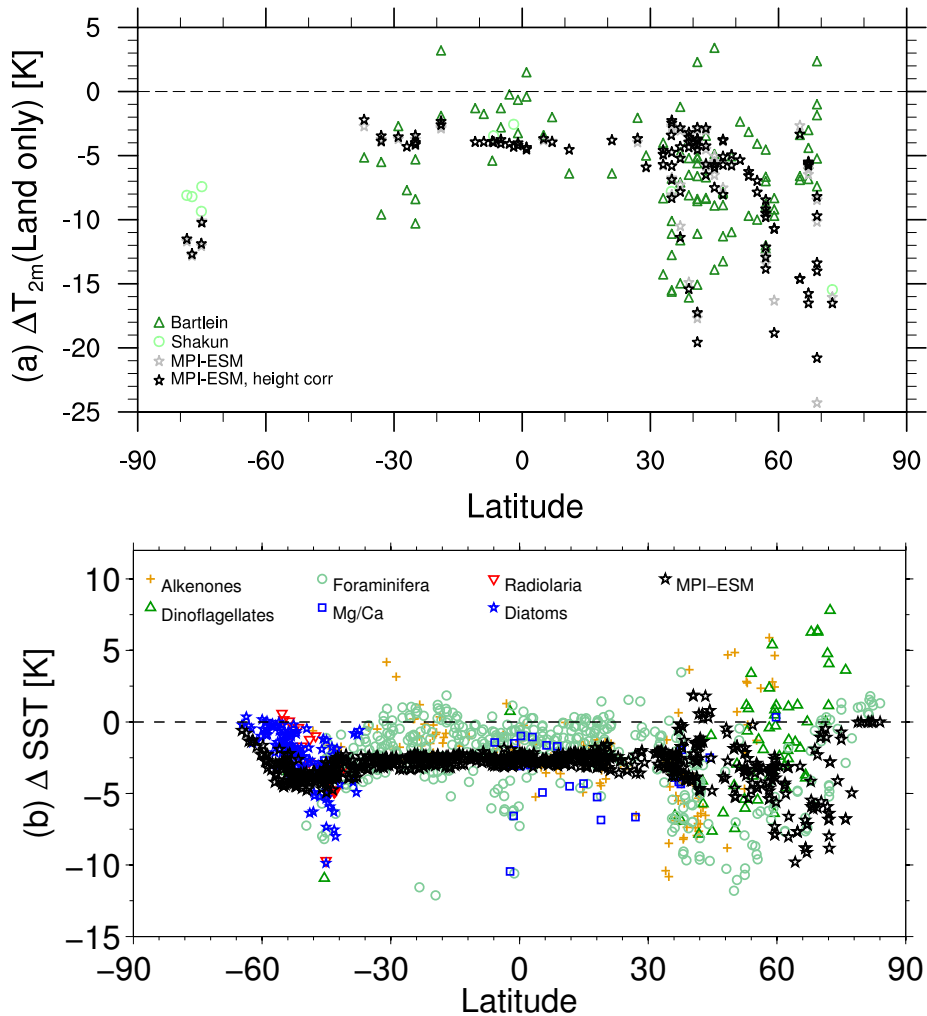 (a) ΔT2m(Land only) [K]
5
0
-5
-10
-15
-20
-25
Bartlein
Shakun
MPI-ESM
MPI-ESM, height corr
-90 -60 -30 0 30 60 90
Latitude
(b) Δ SST [K]
10
5
0
−5
−10
−15
Alkenones Foraminifera Radiolaria MPI−ESM
Dinoflagellates Mg/Ca Diatoms
−90 −60 −30 0 30 60 90
Latitude